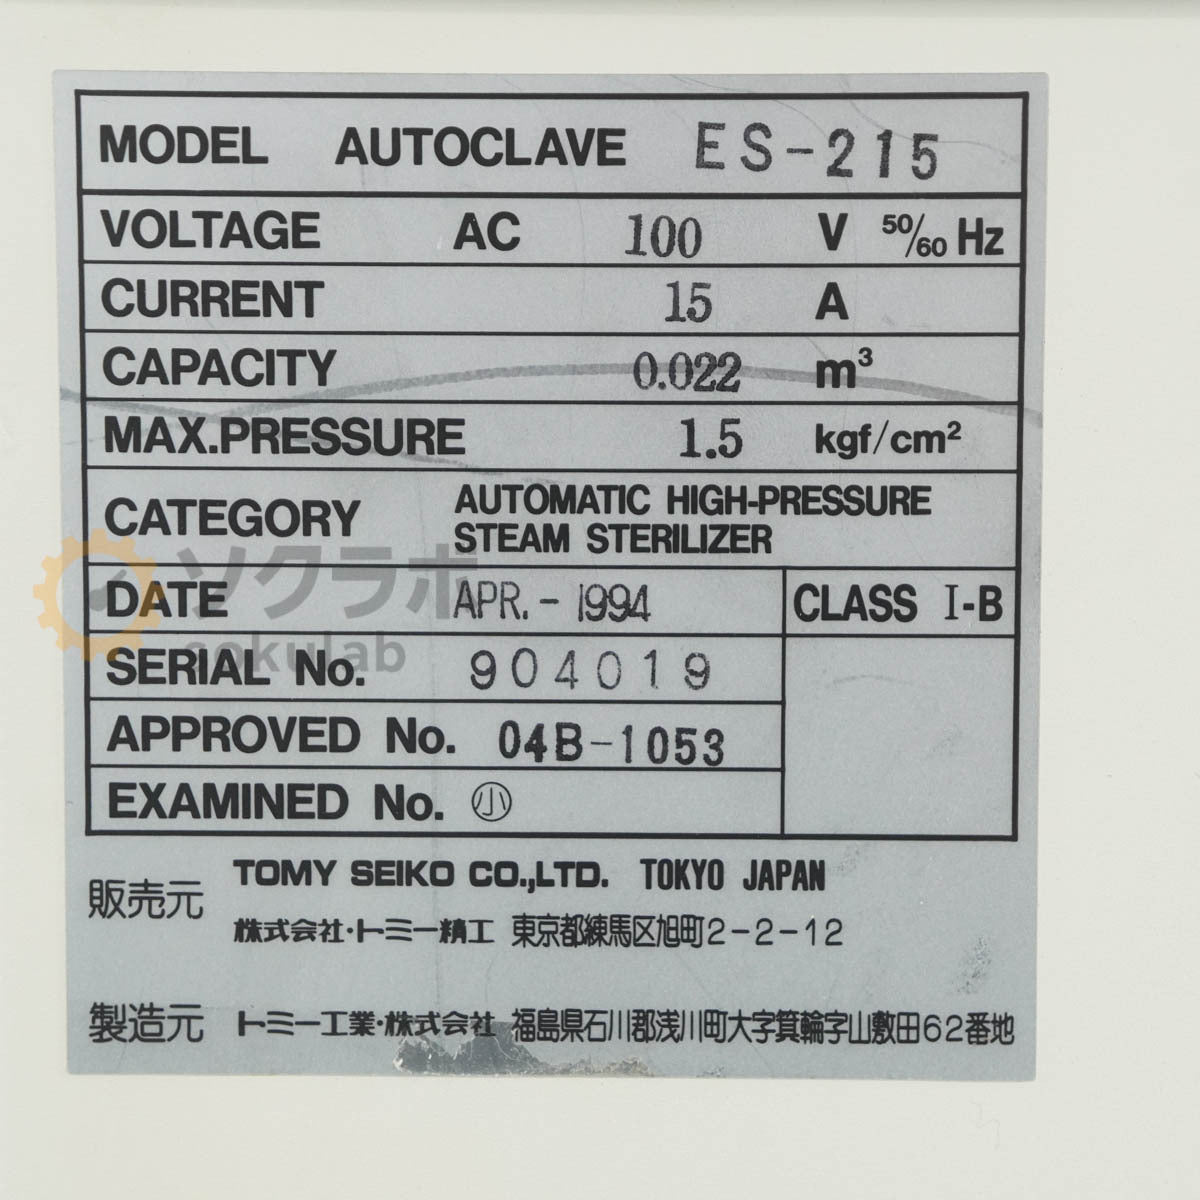 MODEL AUTOCLAVE ES-215
VOLTAGE AC 100 V 50/60 Hz
CURRENT 15 A
CAPACITY 0.022 m³
MAX.PRESSURE 1.5 kgf/cm²
CATEGORY AUTOMATIC HIGH-PRESSURE
STEAM STERILIZER
ソクラボ
sokulab
DATE APR.-1994 CLASS I-B
SERIAL No. 904019
APPROVED No. 04B-1053
EXAMINED No. ㊥小
販売元 TOMY SEIKO CO.,LTD. TOKYO JAPAN
株式会社・トミー精工 東京都練馬区旭町2-2-12
製造元 トミー工業・株式会社 福島県石川郡浅川町大字箕輪字山敷田62番地